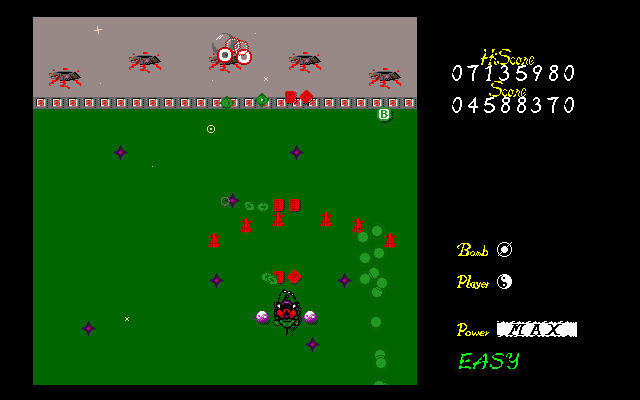 HiScore
07135980
Score
04588370
B
Bomb
Player
Power MAX
EASY